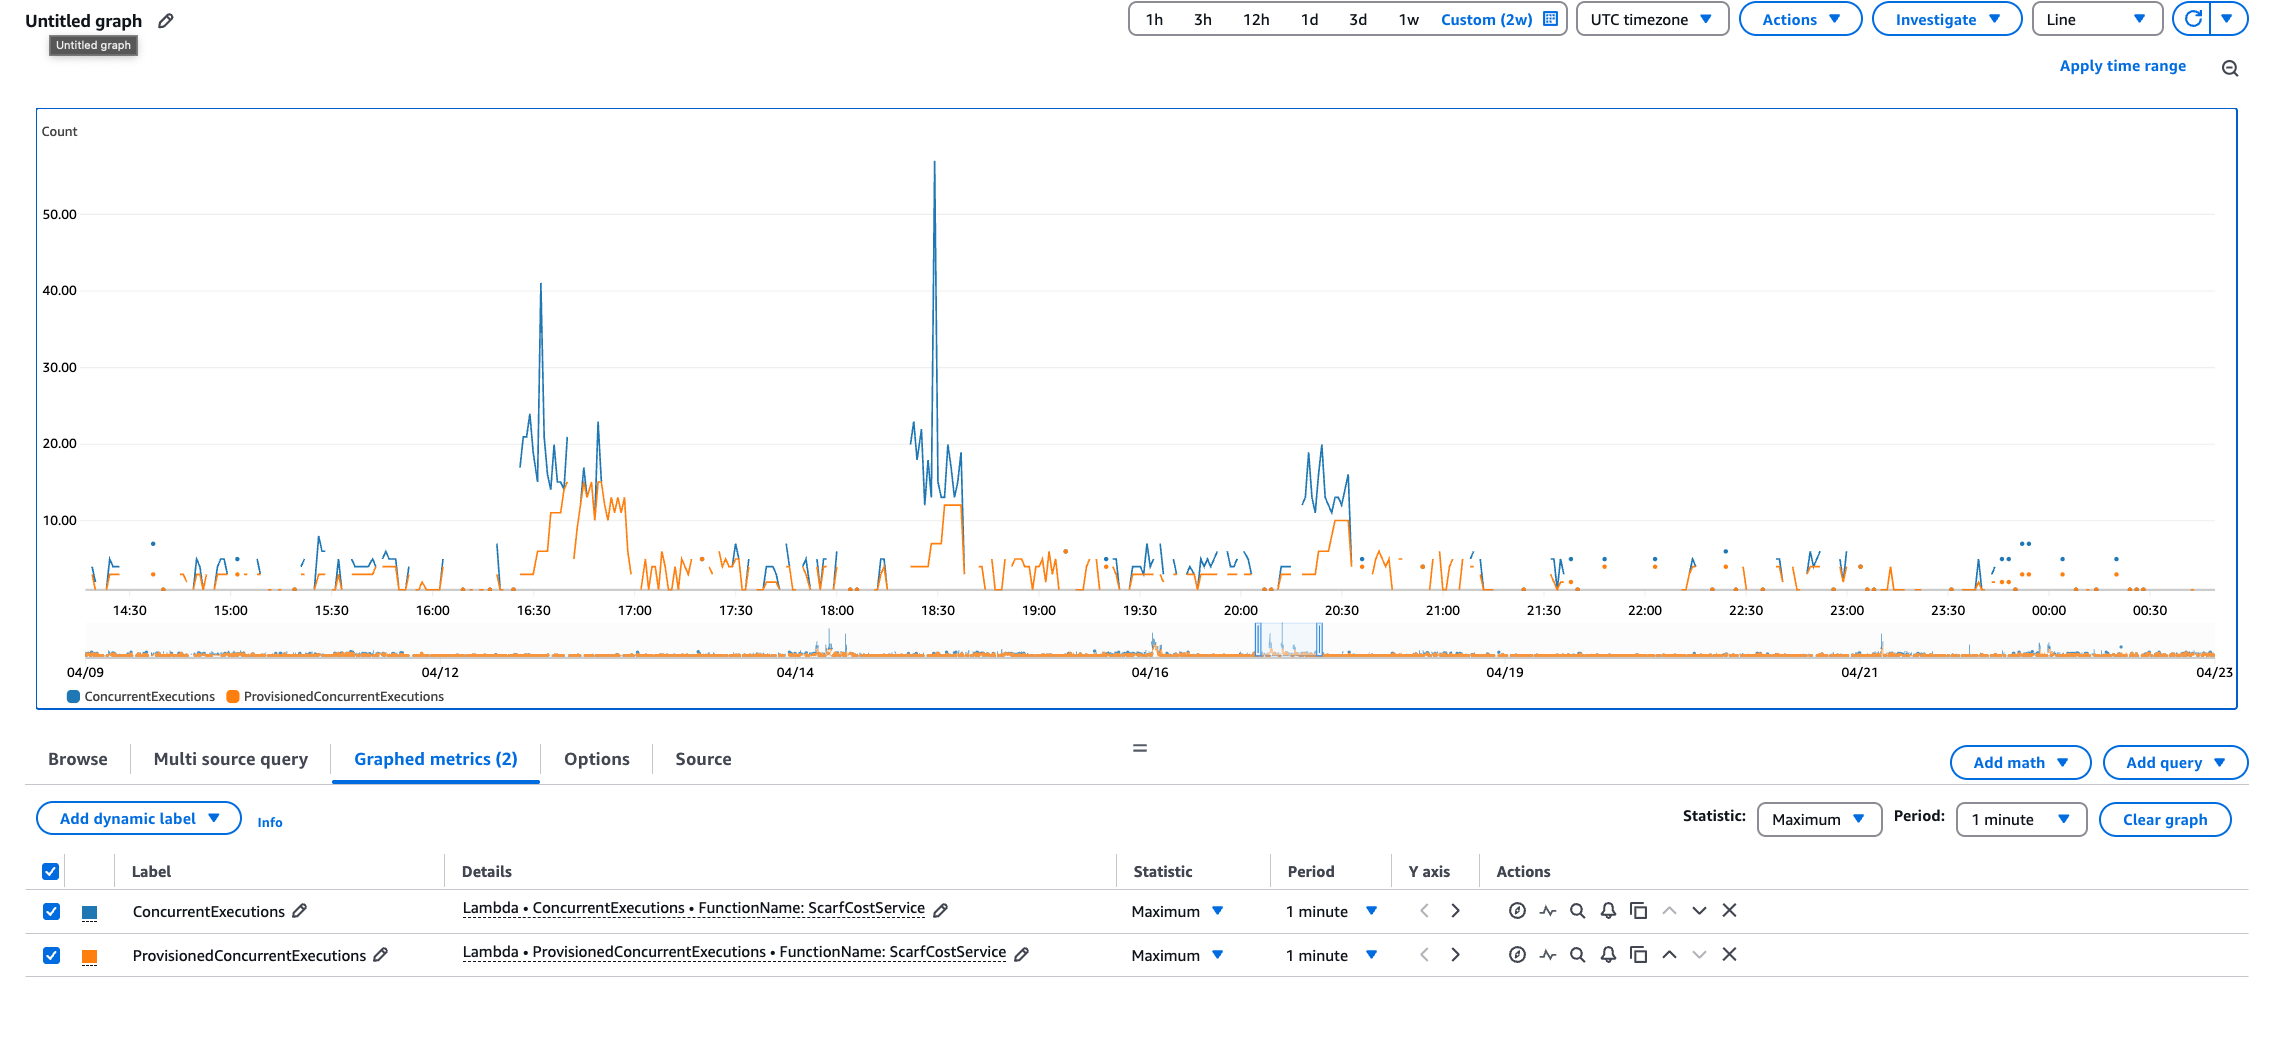 Untitled graph
Untitled graph
1h 3h 12h 1d 3d 1w Custom (2w) UTC timezone Actions Investigate Line
Apply time range
Count
50.00
40.00
30.00
20.00
10.00
14:30 15:00 15:30 16:00 16:30 17:00 17:30 18:00 18:30 19:00 19:30 20:00 20:30 21:00 21:30 22:00 22:30 23:00 23:30 00:00 00:30
04/09 04/12 04/14 04/16 04/19 04/21 04/23
ConcurrentExecutions ProvisionedConcurrentExecutions
Browse Multi source query Graphed metrics (2) Options Source
Add math Add query
Add dynamic label Info
Statistic: Maximum Period: 1 minute Clear graph
Label Details Statistic Period Y axis Actions
ConcurrentExecutions Lambda • ConcurrentExecutions • FunctionName: ScarfCostService Maximum 1 minute
ProvisionedConcurrentExecutions Lambda • ProvisionedConcurrentExecutions • FunctionName: ScarfCostService Maximum 1 minute